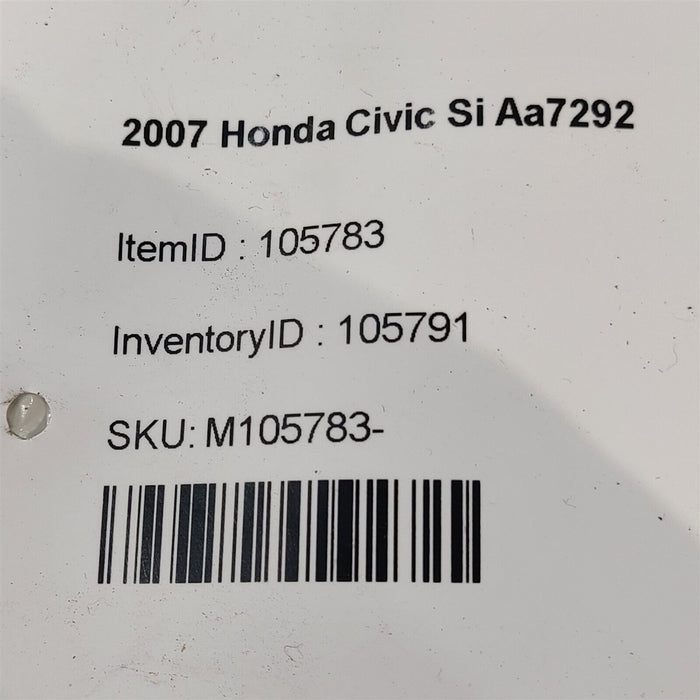 2007 Honda Civic Si Aa7292
ItemID : 105783
InventoryID : 105791
SKU: M105783-